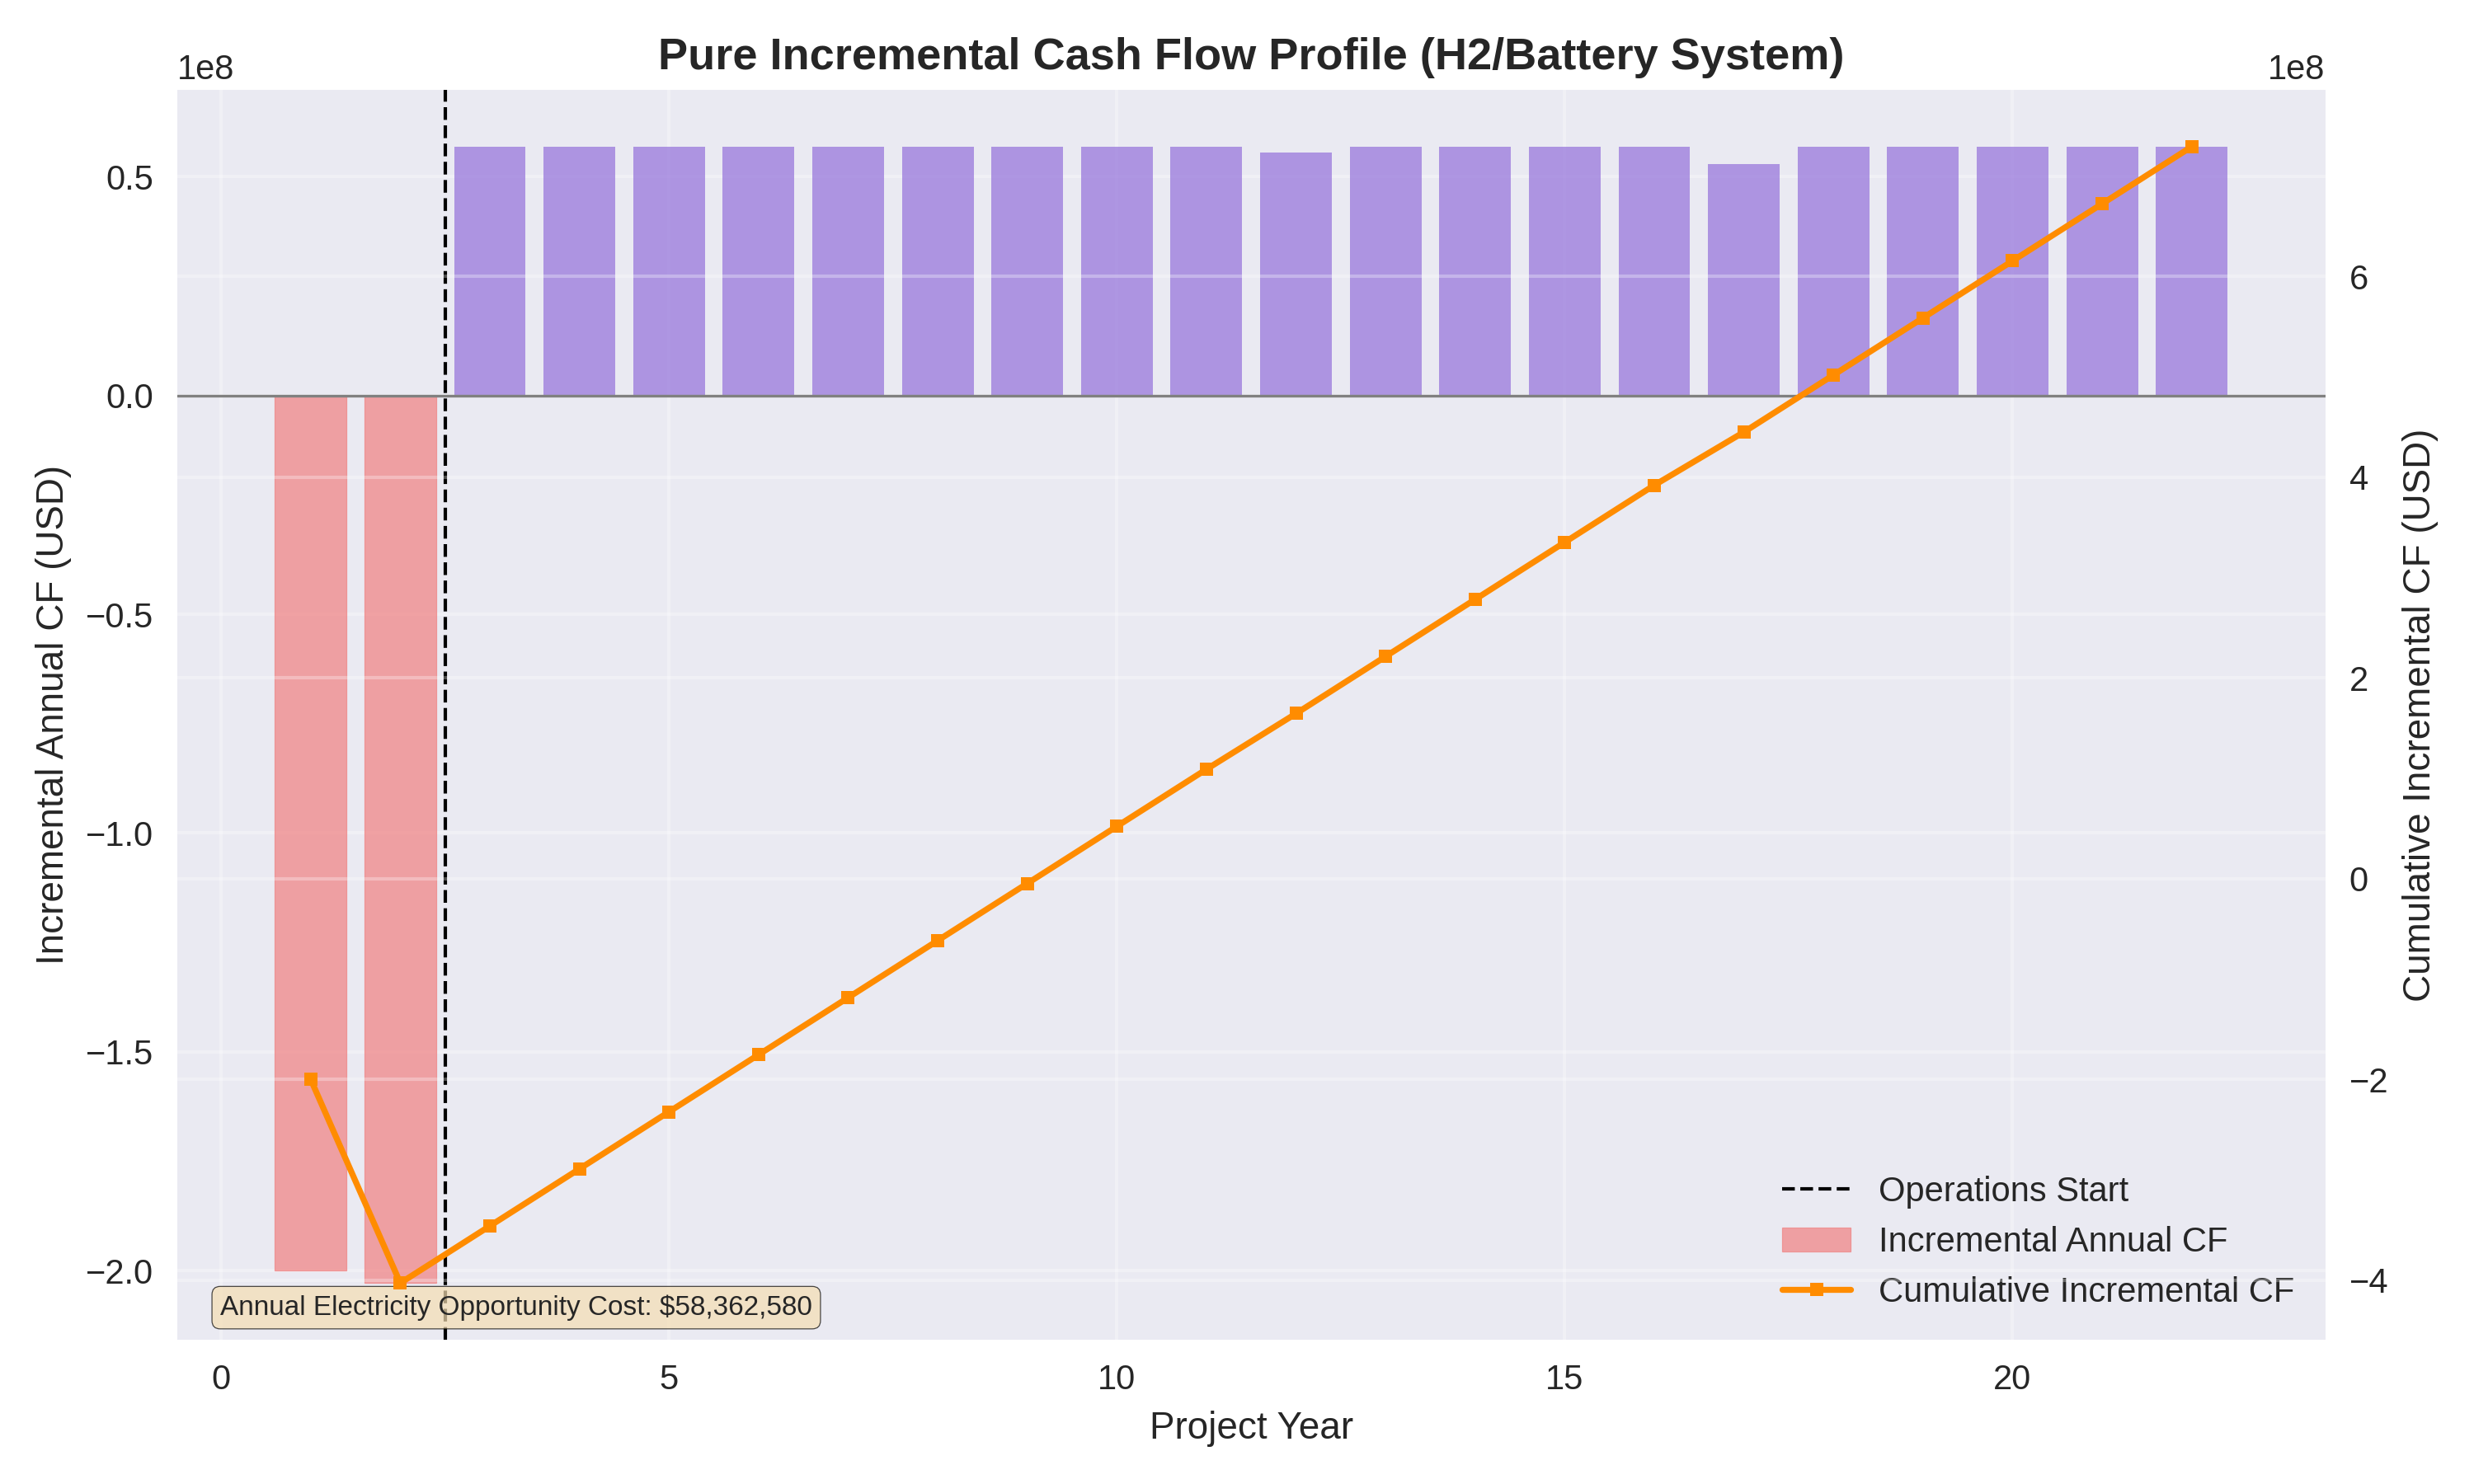 Pure Incremental Cash Flow Profile (H2/Battery System)
1e8
1e8
0.5
0.0
−0.5
−1.0
−1.5
−2.0
Incremental Annual CF (USD)
6
4
2
0
−2
−4
Cumulative Incremental CF (USD)
Operations Start
Incremental Annual CF
Cumulative Incremental CF
Annual Electricity Opportunity Cost: $58,362,580
0 5 10 15 20
Project Year